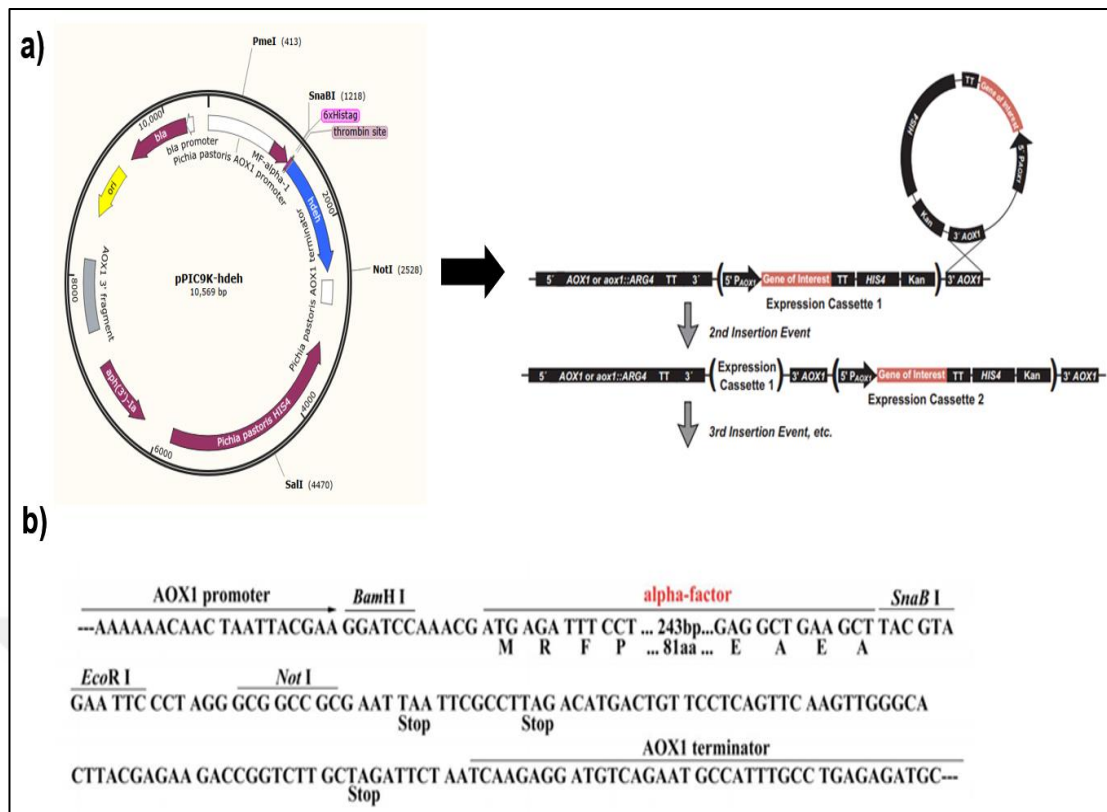 a)
PmeI (413)
SnaBI (1218)
6xHistag
thrombin site
10,000
bla
bla promoter
Pichia pastoris AOX1 promoter
MF-alpha-1
ori
2000
hdeh
pPIC9K-hdeh
10,569 bp
NotI (2528)
Pichia pastoris AOX1 terminator
AOX1 3' fragment
8000
aph(3')-Ia
Pichia pastoris HIS4
4000
6000
SalI (4470)
TT
Gene of Interest
HIS4
5´ PAOX1
Kan
3´ AOX1
5´ AOX1 or aox1::ARG4 TT 3´ ( 5´ PAOX1 Gene of Interest TT HIS4 Kan ) 3´ AOX1
Expression Cassette 1
2nd Insertion Event
5´ AOX1 or aox1::ARG4 TT 3´ ( Expression Cassette 1 ) 3´ AOX1 ( 5´ PAOX1 Gene of Interest TT HIS4 Kan ) 3´ AOX1
Expression Cassette 2
3rd Insertion Event, etc.
b)
AOX1 promoter BamH I alpha-factor SnaB I
---AAAAAACAACT AATTACGAA GGATCCAAACG ATG AGA TTT CCT ... 243bp...GAG GCT GAA GCT TAC GTA
M R F P ... 81aa ... E A E A
EcoR I Not I
GAA TTC CCT AGG GCG GCC GCG AAT TAA TTCGCCTTAG ACATGACTGT TCCTCAGTTC AAGTTGGGCA
Stop Stop
AOX1 terminator
CTTACGAGAA GACCGGTCTT GCTAGATTCT AATCAAGAGG ATGTCAGAAT GCCATTTGCC TGAGAGATGC---
Stop